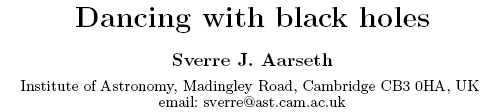 Dancing with black holes
Sverre J. Aarseth
Institute of Astronomy, Madingley Road, Cambridge CB3 0HA, UK
email: sverre@ast.cam.ac.uk